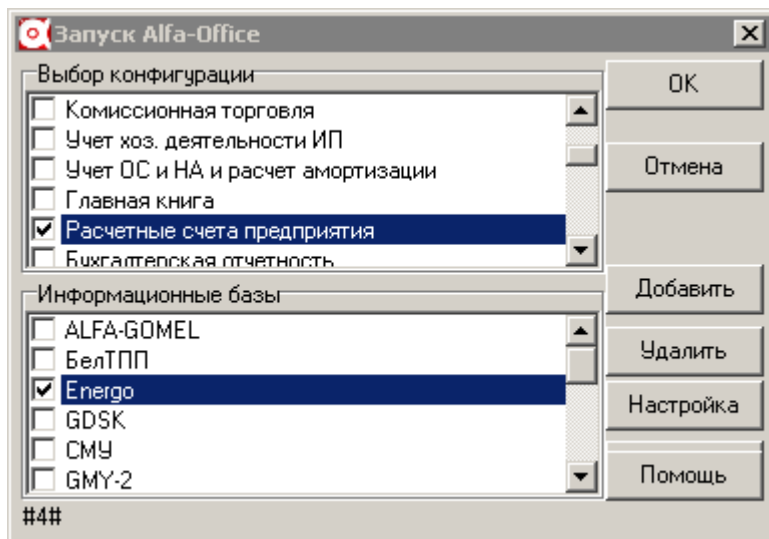 Запуск Alfa-Office
Выбор конфигурации
Комиссионная торговля
Учет хоз. деятельности ИП
Учет ОС и НА и расчет амортизации
Главная книга
Расчетные счета предприятия
Бухгалтерская отчетность
Информационные базы
ALFA-GOMEL
БелТПП
Energo
GDSK
СМУ
GMY-2
OK
Отмена
Добавить
Удалить
Настройка
Помощь
#4#